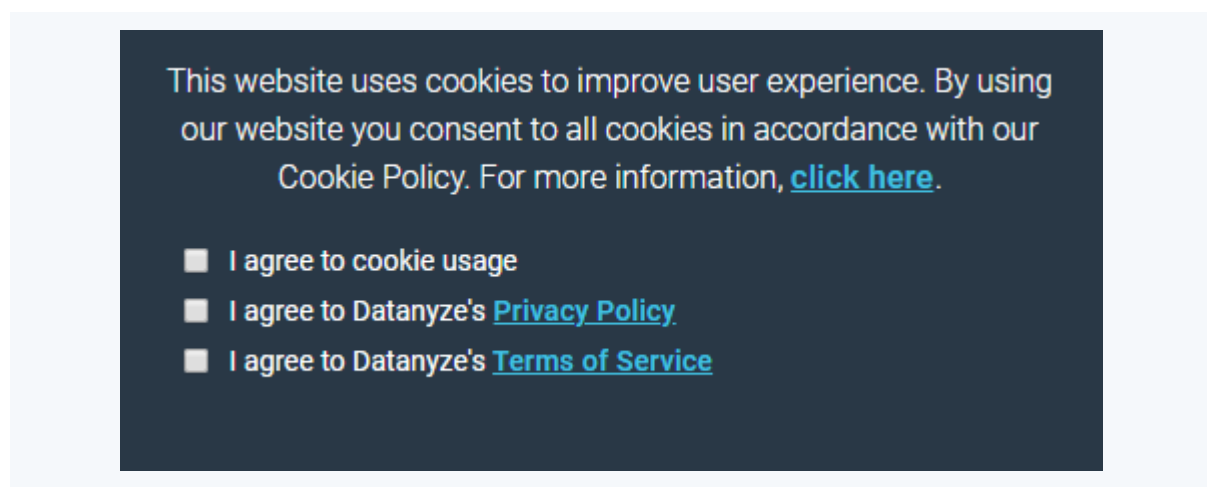 This website uses cookies to improve user experience. By using
our website you consent to all cookies in accordance with our
Cookie Policy. For more information, click here.
I agree to cookie usage
I agree to Datanyze's Privacy Policy
I agree to Datanyze's Terms of Service